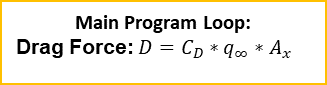 Main Program Loop:
Drag Force: D = C_D * q_∞ * A_x